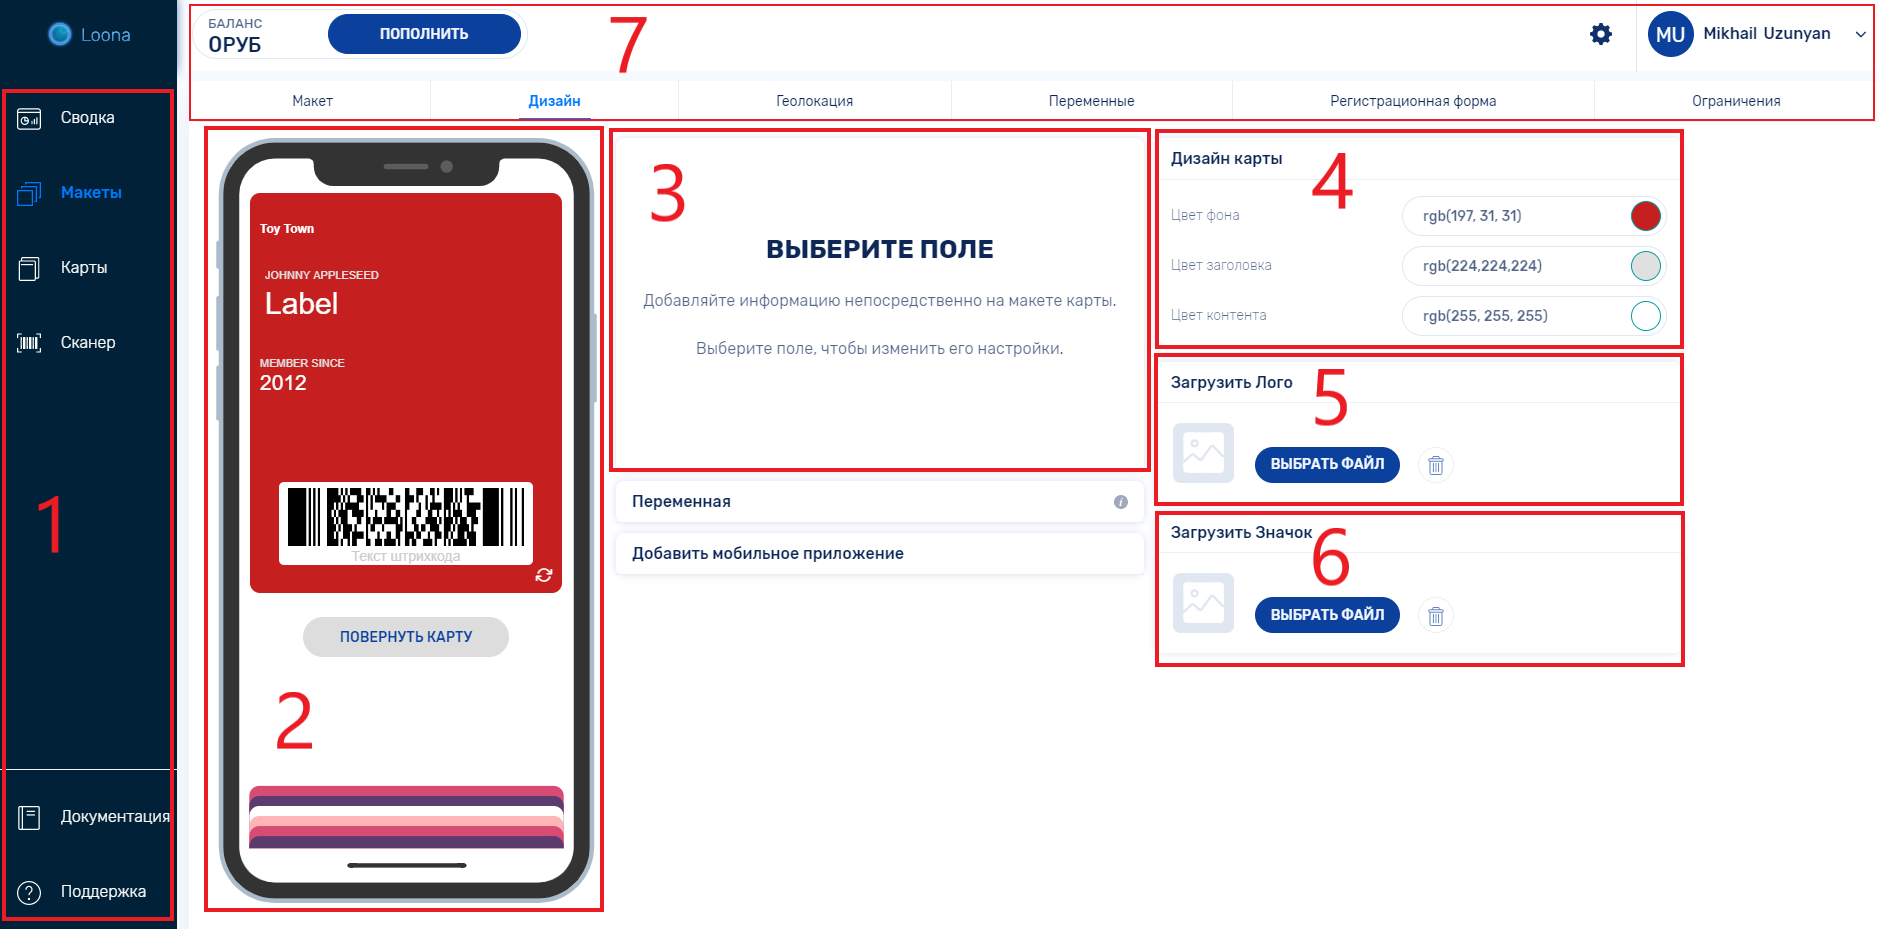 Loona
Сводка
Макеты
Карты
Сканер
1
Документация
Поддержка
БАЛАНС
0РУБ
ПОПОЛНИТЬ
7
MU
Mikhail Uzunyan
Макет
Дизайн
Геолокация
Переменные
Регистрационная форма
Ограничения
Toy Town
JOHNNY APPLESEED
Label
MEMBER SINCE
2012
Текст штрихкода
ПОВЕРНУТЬ КАРТУ
2
3
ВЫБЕРИТЕ ПОЛЕ
Добавляйте информацию непосредственно на макете карты.
Выберите поле, чтобы изменить его настройки.
Переменная
i
Добавить мобильное приложение
Дизайн карты
4
Цвет фона
rgb(197, 31, 31)
Цвет заголовка
rgb(224,224,224)
Цвет контента
rgb(255, 255, 255)
Загрузить Лого
5
ВЫБРАТЬ ФАЙЛ
Загрузить Значок
6
ВЫБРАТЬ ФАЙЛ